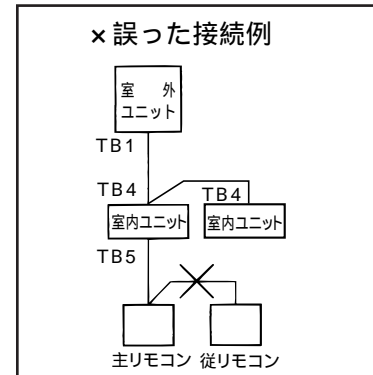 ×誤った接続例
室 外
ユニット
TB1
TB4
TB4
室内ユニット
室内ユニット
TB5
主リモコン
従リモコン